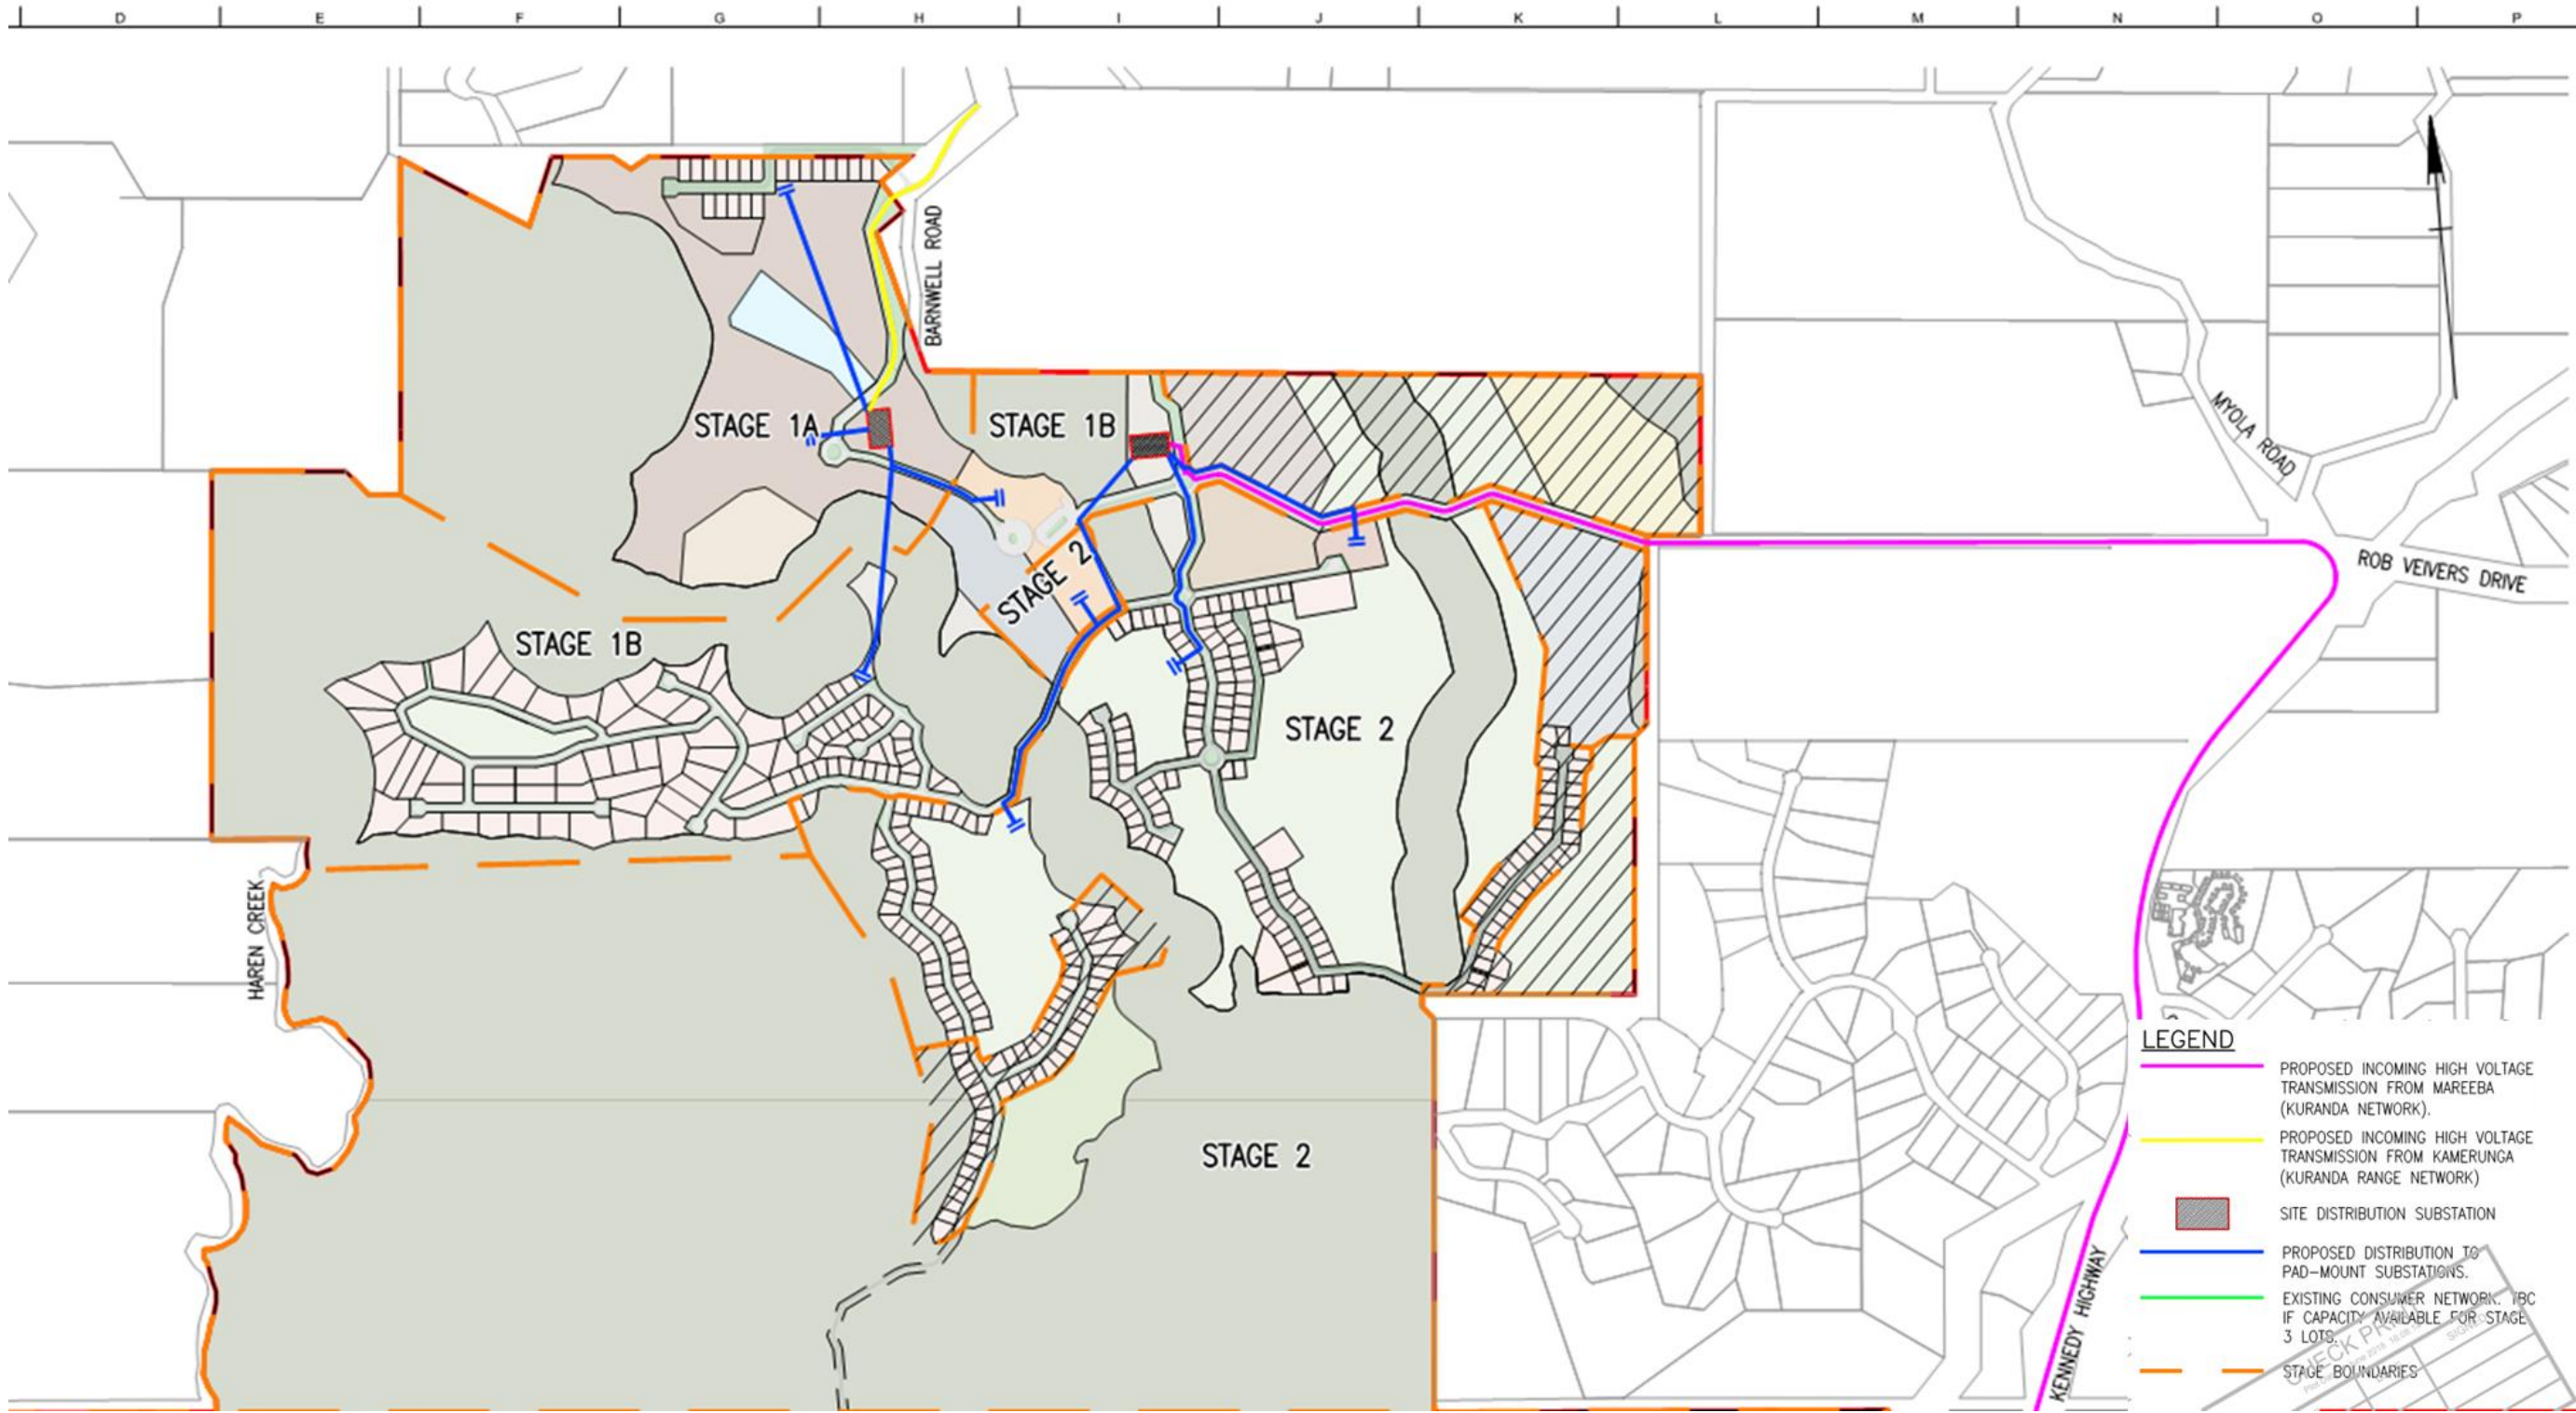 D E F G H I J K L M N O P
BARNWELL ROAD
STAGE 1A
STAGE 1B
MYOLA ROAD
STAGE 2
ROB VEIVERS DRIVE
STAGE 1B
STAGE 2
HAREN CREEK
STAGE 2
KENNEDY HIGHWAY
LEGEND
PROPOSED INCOMING HIGH VOLTAGE
TRANSMISSION FROM MAREEBA
(KURANDA NETWORK).
PROPOSED INCOMING HIGH VOLTAGE
TRANSMISSION FROM KAMERUNGA
(KURANDA RANGE NETWORK)
SITE DISTRIBUTION SUBSTATION
PROPOSED DISTRIBUTION TO
PAD-MOUNT SUBSTATIONS.
EXISTING CONSUMER NETWORK. TBC
IF CAPACITY AVAILABLE FOR STAGE
3 LOTS.
STAGE BOUNDARIES
CHECK PRINT
SIGNED